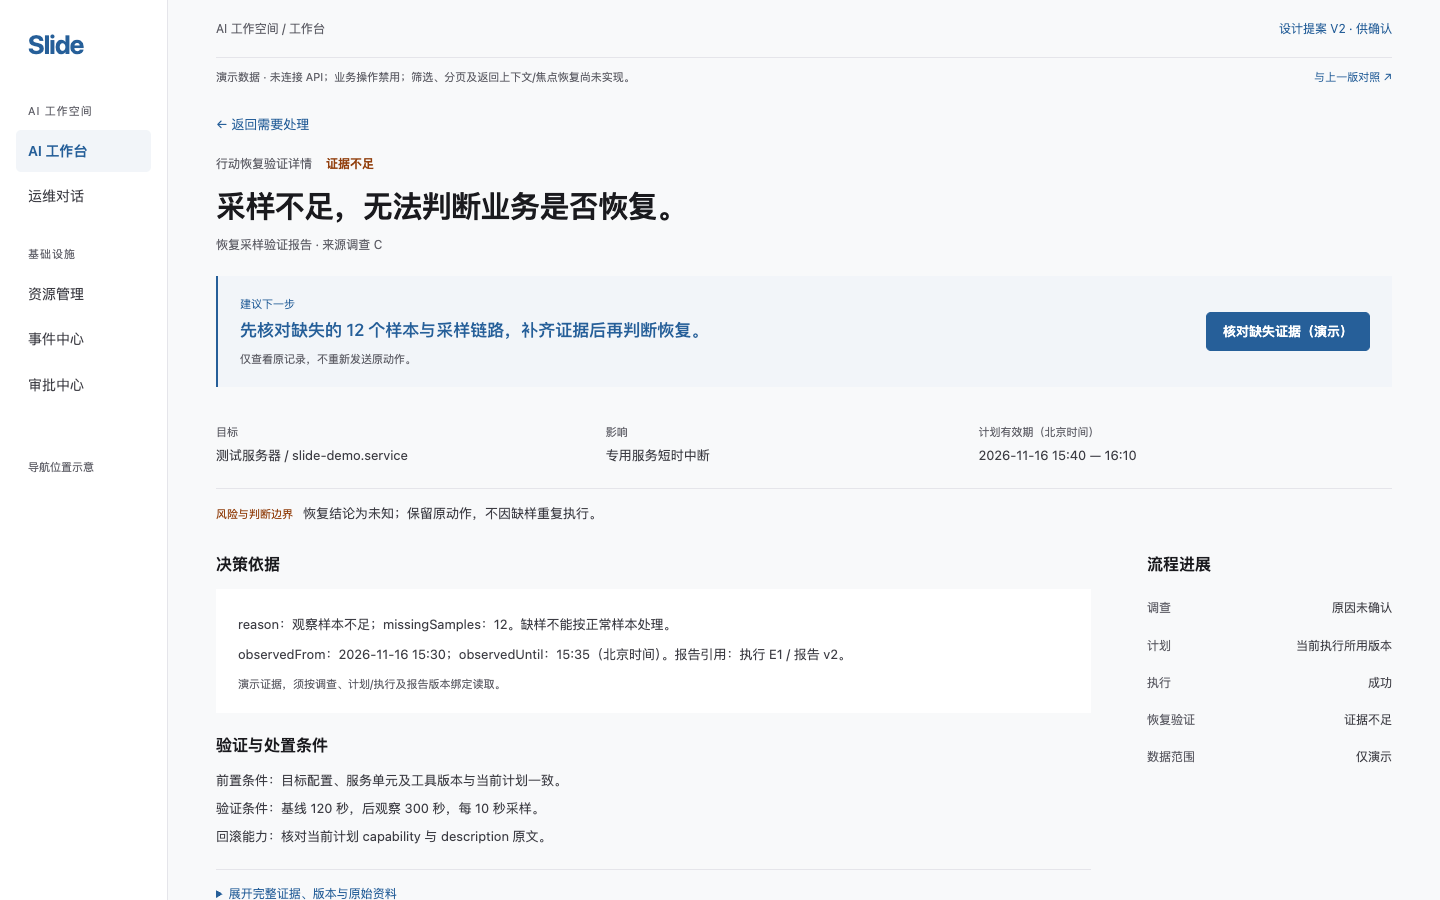 Slide
AI 工作空间
AI 工作台
运维对话
基础设施
资源管理
事件中心
审批中心
导航位置示意
AI 工作空间 / 工作台
设计提案 V2 · 供确认
演示数据 · 未连接 API；业务操作禁用；筛选、分页及返回上下文/焦点恢复尚未实现。
与上一版对照 ↗
← 返回需要处理
行动恢复验证详情 证据不足
采样不足，无法判断业务是否恢复。
恢复采样验证报告 · 来源调查 C
建议下一步
先核对缺失的 12 个样本与采样链路，补齐证据后再判断恢复。
仅查看原记录，不重新发送原动作。
核对缺失证据（演示）
目标
测试服务器 / slide-demo.service
影响
专用服务短时中断
计划有效期（北京时间）
2026-11-16 15:40 — 16:10
风险与判断边界 恢复结论为未知；保留原动作，不因缺样重复执行。
决策依据
reason：观察样本不足；missingSamples：12。缺样不能按正常样本处理。
observedFrom：2026-11-16 15:30；observedUntil：15:35（北京时间）。报告引用：执行 E1 / 报告 v2。
演示证据，须按调查、计划/执行及报告版本绑定读取。
验证与处置条件
前置条件：目标配置、服务单元及工具版本与当前计划一致。
验证条件：基线 120 秒，后观察 300 秒，每 10 秒采样。
回滚能力：核对当前计划 capability 与 description 原文。
▶ 展开完整证据、版本与原始资料
流程进展
调查 原因未确认
计划 当前执行所用版本
执行 成功
恢复验证 证据不足
数据范围 仅演示